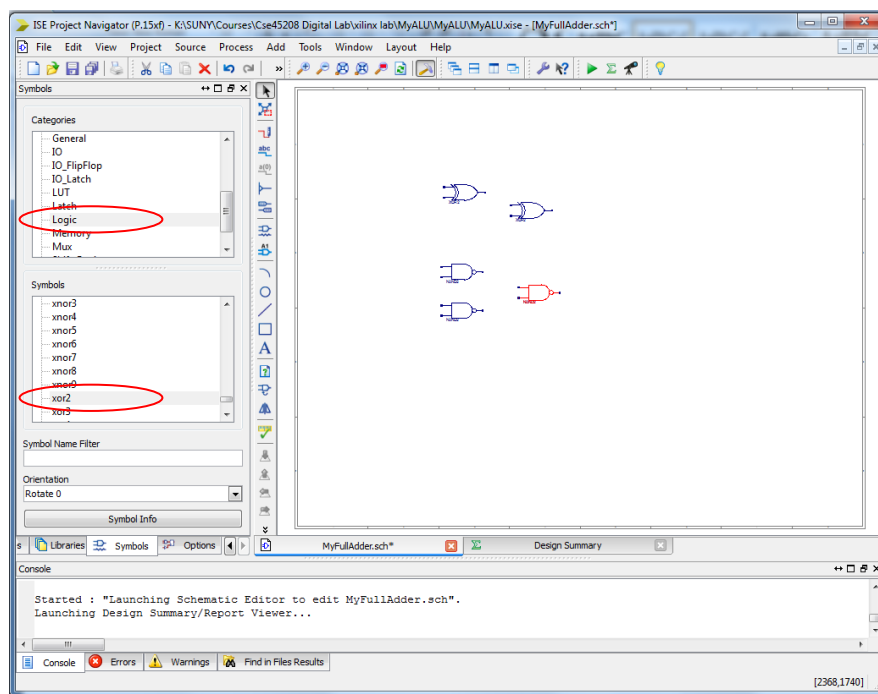 ISE Project Navigator (P.15xf) - K:\SUNY\Courses\Cse45208 Digital Lab\xilinx lab\MyALU\MyALU\MyALU.xise - [MyFullAdder.sch*]
File Edit View Project Source Process Add Tools Window Layout Help
Symbols
Categories
General
IO
IO_FlipFlop
IO_Latch
LUT
Latch
Logic
Memory
Mux
Symbols
xnor3
xnor4
xnor5
xnor6
xnor7
xnor8
xnor9
xor2
xor3
Symbol Name Filter
Orientation
Rotate 0
Symbol Info
s Libraries Symbols Options
MyFullAdder.sch* Design Summary
Console
Started : "Launching Schematic Editor to edit MyFullAdder.sch".
Launching Design Summary/Report Viewer...
Console Errors Warnings Find in Files Results
[2368,1740]